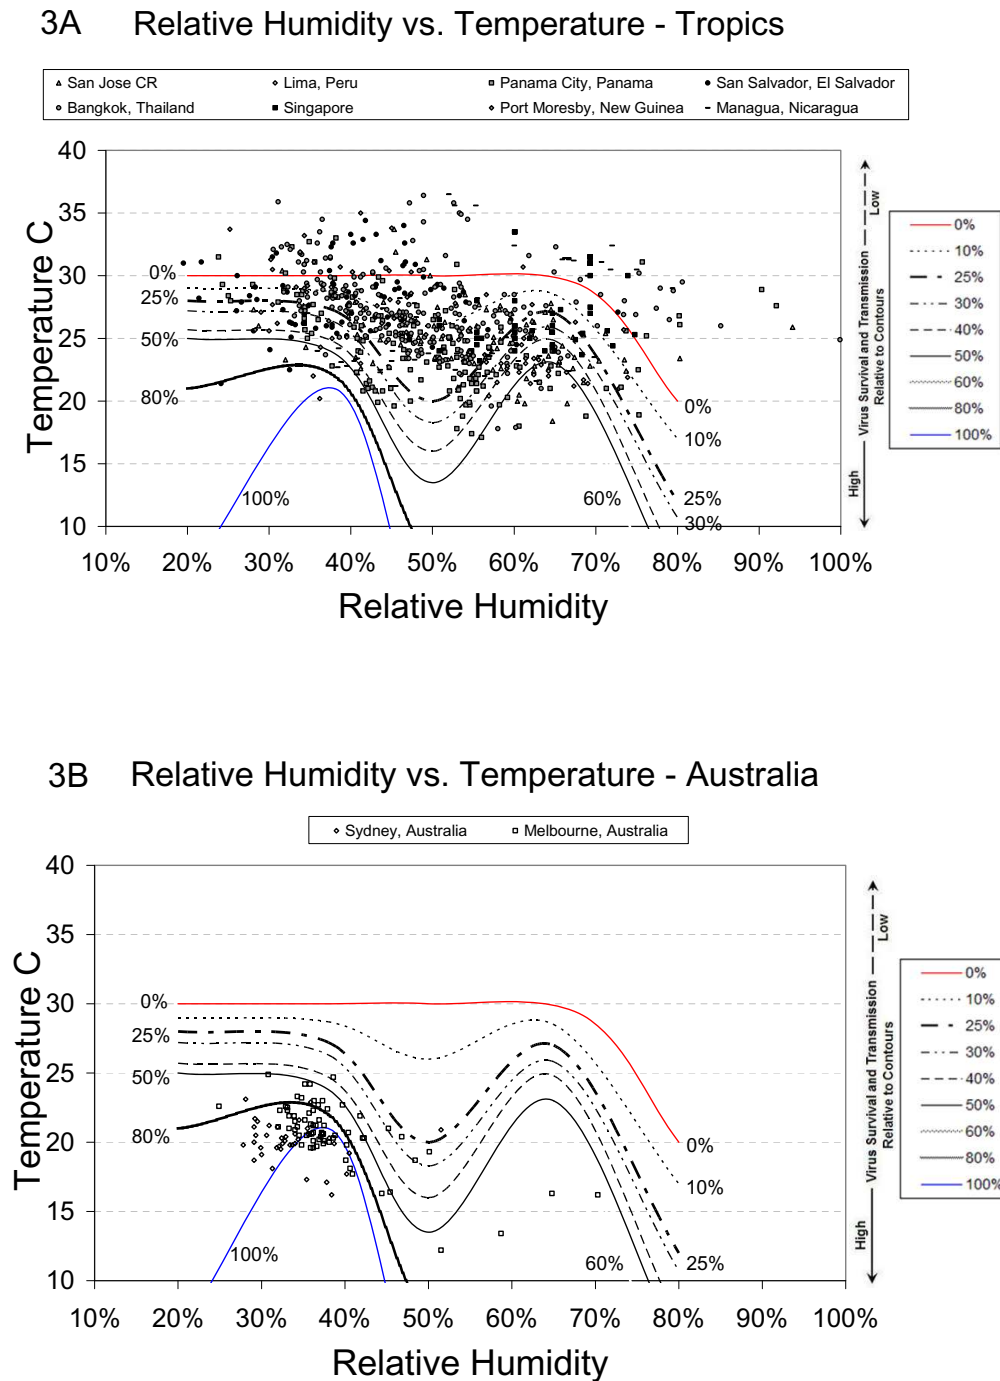 3A Relative Humidity vs. Temperature - Tropics
San Jose CR Lima, Peru Panama City, Panama San Salvador, El Salvador
Bangkok, Thailand Singapore Port Moresby, New Guinea Managua, Nicaragua
Temperature C
40
35
30
25
20
15
10
0%
25%
50%
80%
100%
60%
0%
10%
25%
30%
10% 20% 30% 40% 50% 60% 70% 80% 90% 100%
Relative Humidity
Low
Virus Survival and Transmission
Relative to Contours
High
0%
10%
25%
30%
40%
50%
60%
80%
100%
3B Relative Humidity vs. Temperature - Australia
Sydney, Australia Melbourne, Australia
Temperature C
40
35
30
25
20
15
10
0%
25%
50%
80%
100%
60%
0%
10%
25%
10% 20% 30% 40% 50% 60% 70% 80% 90% 100%
Relative Humidity
Low
Virus Survival and Transmission
Relative to Contours
High
0%
10%
25%
30%
40%
50%
60%
80%
100%